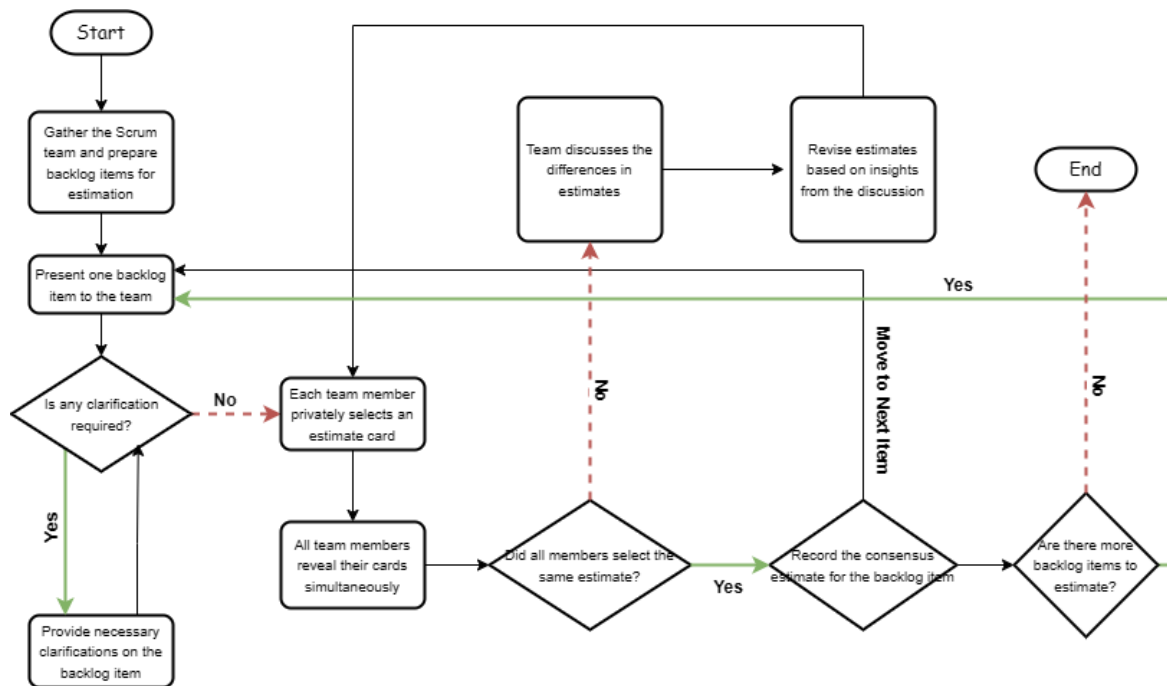 Start
Gather the Scrum
team and prepare
backlog items for
estimation
Present one backlog
item to the team
Is any clarification
required?
No
Yes
Provide necessary
clarifications on the
backlog item
Each team member
privately selects an
estimate card
All team members
reveal their cards
simultaneously
Did all members select the
same estimate?
No
Team discusses the
differences in
estimates
Revise estimates
based on insights
from the discussion
Yes
Record the consensus
estimate for the backlog item
Move to Next Item
Are there more
backlog items to
estimate?
Yes
No
End